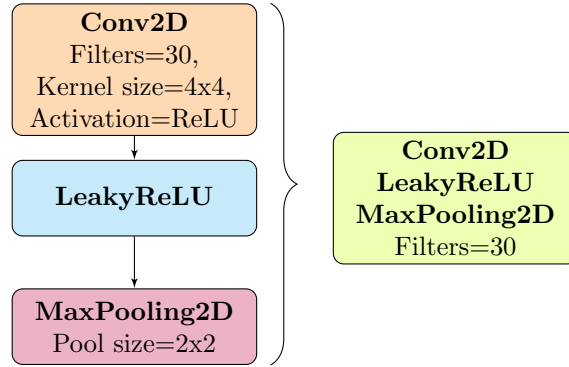 Conv2D
Filters=30,
Kernel size=4x4,
Activation=ReLU
LeakyReLU
MaxPooling2D
Pool size=2x2
Conv2D
LeakyReLU
MaxPooling2D
Filters=30